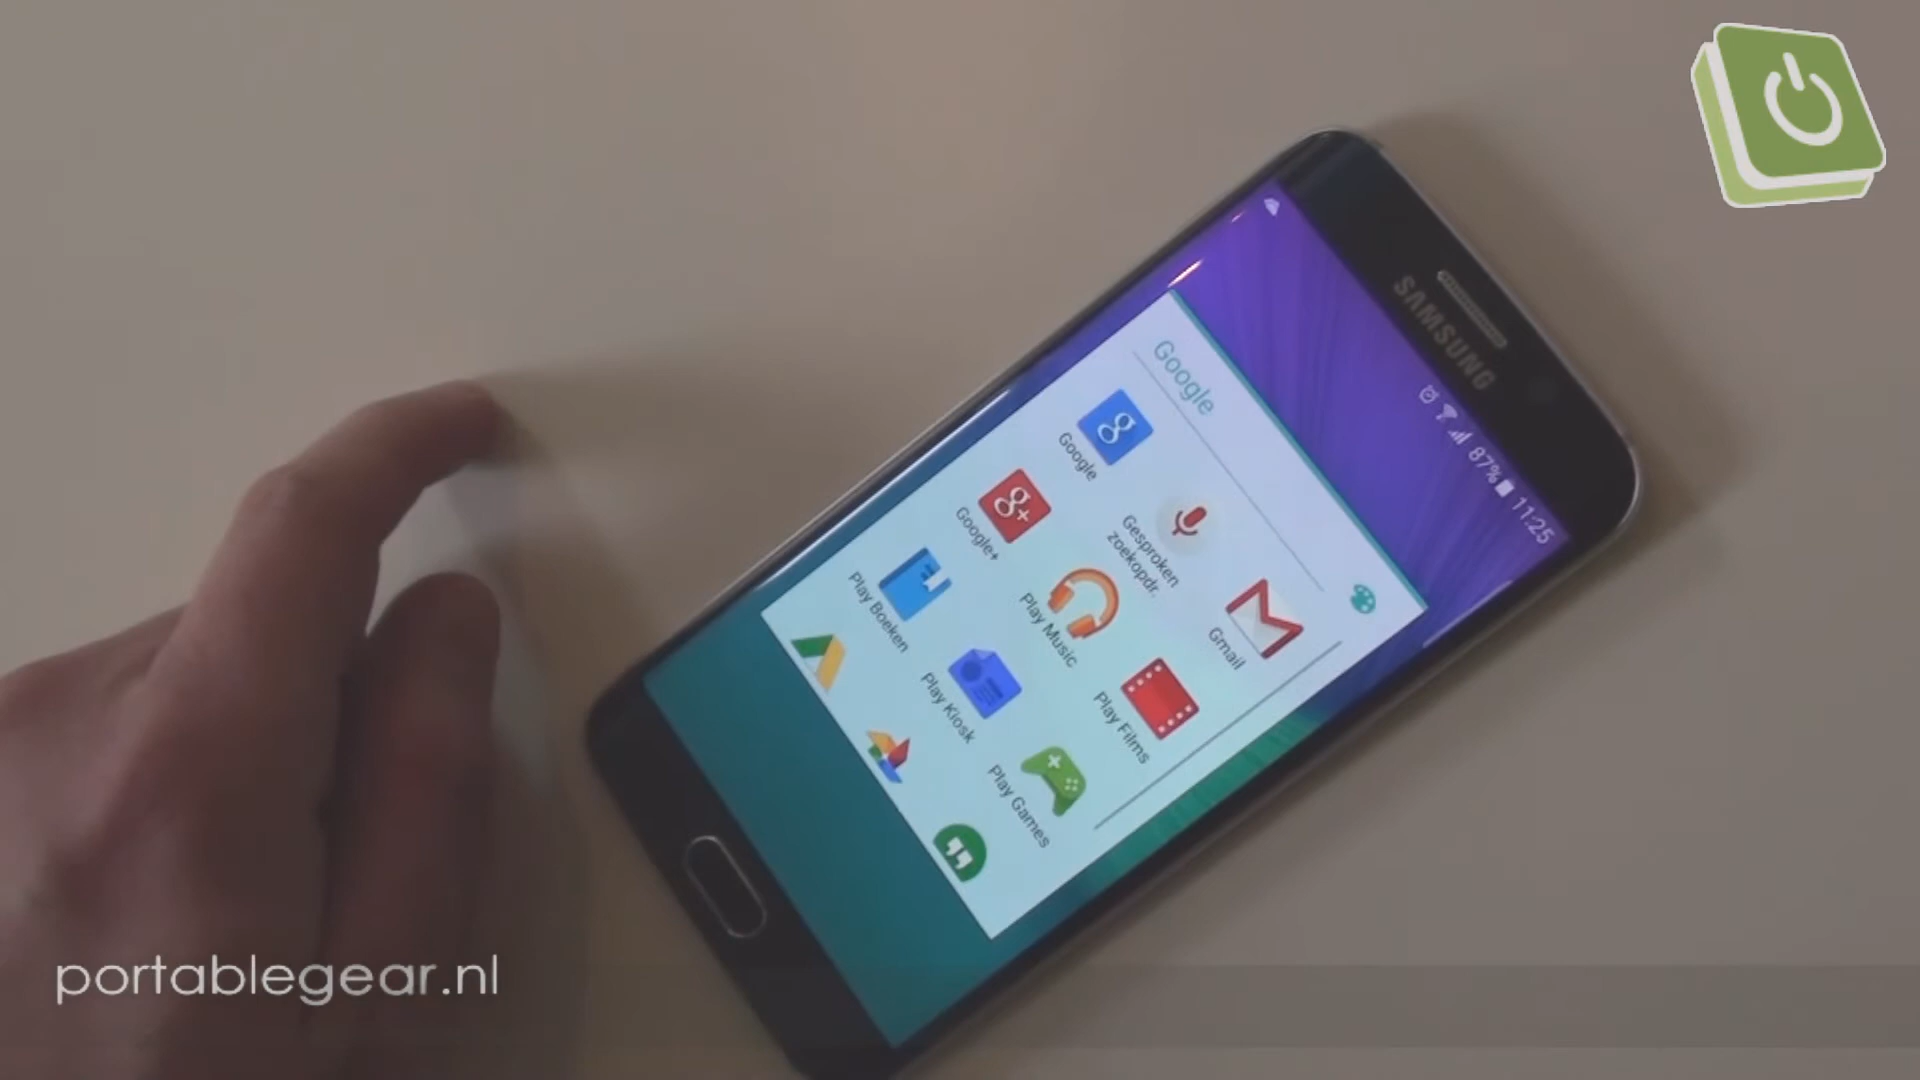 SAMSUNG
87% 11:25
Google
Google
Gesproken
zoekopdr.
Gmail
Google+
Play Music
Play Films
Play Boeken
Play Kiosk
Play Games
portablegear.nl